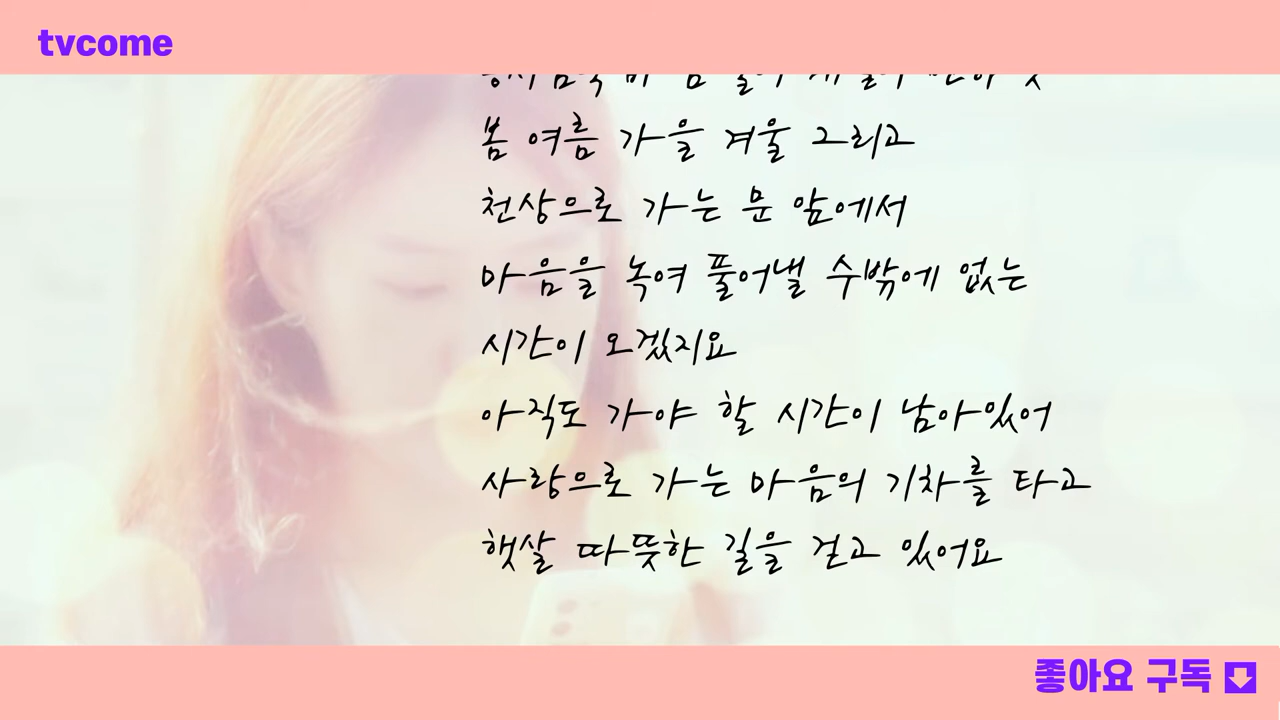 tvcome
봄 여름 가을 겨울 그리고
천상으로 가는 문 앞에서
마음을 녹여 풀어낼 수밖에 없는
시간이 오겠지요
아직도 가야 할 시간이 남아있어
사랑으로 가는 마음의 기차를 타고
햇살 따뜻한 길을 걷고 있어요
좋아요 구독